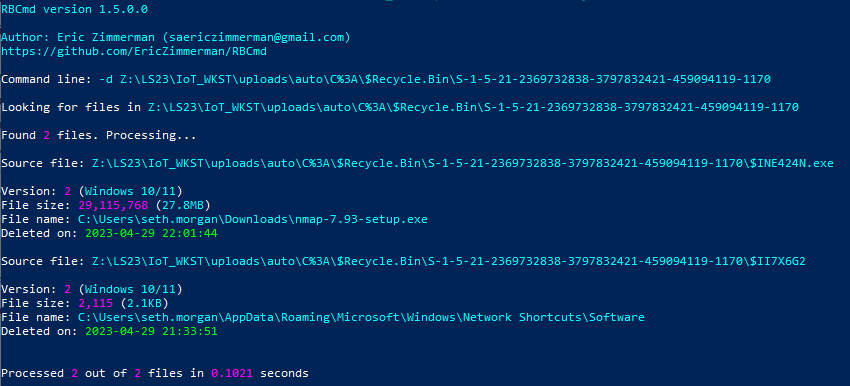 RBCmd version 1.5.0.0
Author: Eric Zimmerman (saericzimmerman@gmail.com)
https://github.com/EricZimmerman/RBCmd
Command line: -d Z:\LS23\IoT_WKST\uploads\auto\C%3A\$Recycle.Bin\S-1-5-21-2369732838-3797832421-459094119-1170
Looking for files in Z:\LS23\IoT_WKST\uploads\auto\C%3A\$Recycle.Bin\S-1-5-21-2369732838-3797832421-459094119-1170
Found 2 files. Processing...
Source file: Z:\LS23\IoT_WKST\uploads\auto\C%3A\$Recycle.Bin\S-1-5-21-2369732838-3797832421-459094119-1170\$INE424N.exe
Version: 2 (Windows 10/11)
File size: 29,115,768 (27.8MB)
File name: C:\Users\seth.morgan\Downloads\nmap-7.93-setup.exe
Deleted on: 2023-04-29 22:01:44
Source file: Z:\LS23\IoT_WKST\uploads\auto\C%3A\$Recycle.Bin\S-1-5-21-2369732838-3797832421-459094119-1170\$II7X6G2
Version: 2 (Windows 10/11)
File size: 2,115 (2.1KB)
File name: C:\Users\seth.morgan\AppData\Roaming\Microsoft\Windows\Network Shortcuts\Software
Deleted on: 2023-04-29 21:33:51
Processed 2 out of 2 files in 0.1021 seconds